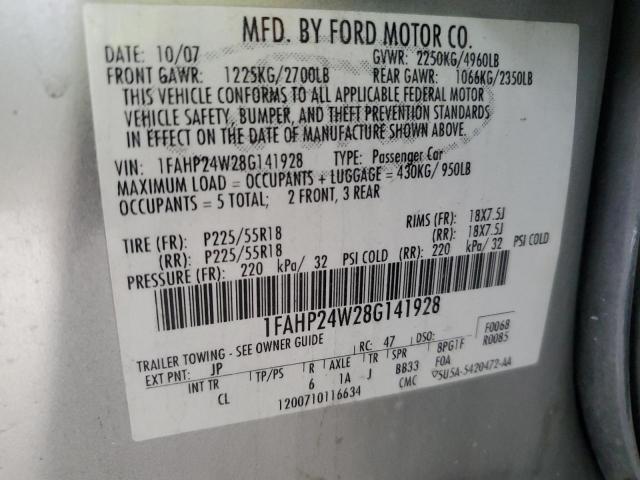 MFD. BY FORD MOTOR CO.
DATE: 10/07 GVWR: 2250KG/4960LB
FRONT GAWR: 1225KG/2700LB REAR GAWR: 1066KG/2350LB
THIS VEHICLE CONFORMS TO ALL APPLICABLE FEDERAL MOTOR
VEHICLE SAFETY, BUMPER, AND THEFT PREVENTION STANDARDS
IN EFFECT ON THE DATE OF MANUFACTURE SHOWN ABOVE.
VIN: 1FAHP24W28G141928 TYPE: Passenger Car
MAXIMUM LOAD = OCCUPANTS + LUGGAGE = 430KG/ 950LB
OCCUPANTS = 5 TOTAL; 2 FRONT, 3 REAR
TIRE (FR): P225/55R18 RIMS (FR): 18X7.5J
(RR): P225/55R18 (RR): 18X7.5J
PRESSURE (FR): 220 kPa/ 32 PSI COLD (RR): 220 kPa/ 32 PSI COLD
1FAHP24W28G141928
TRAILER TOWING - SEE OWNER GUIDE RC: 47 DSO: F0068
EXT PNT: JP 8PG1F R0085
INT TR TP/PS R AXLE TR SPR BB33 F0A
CL 6 1A J CMC 5U5A-5420472-AA
1200710116634